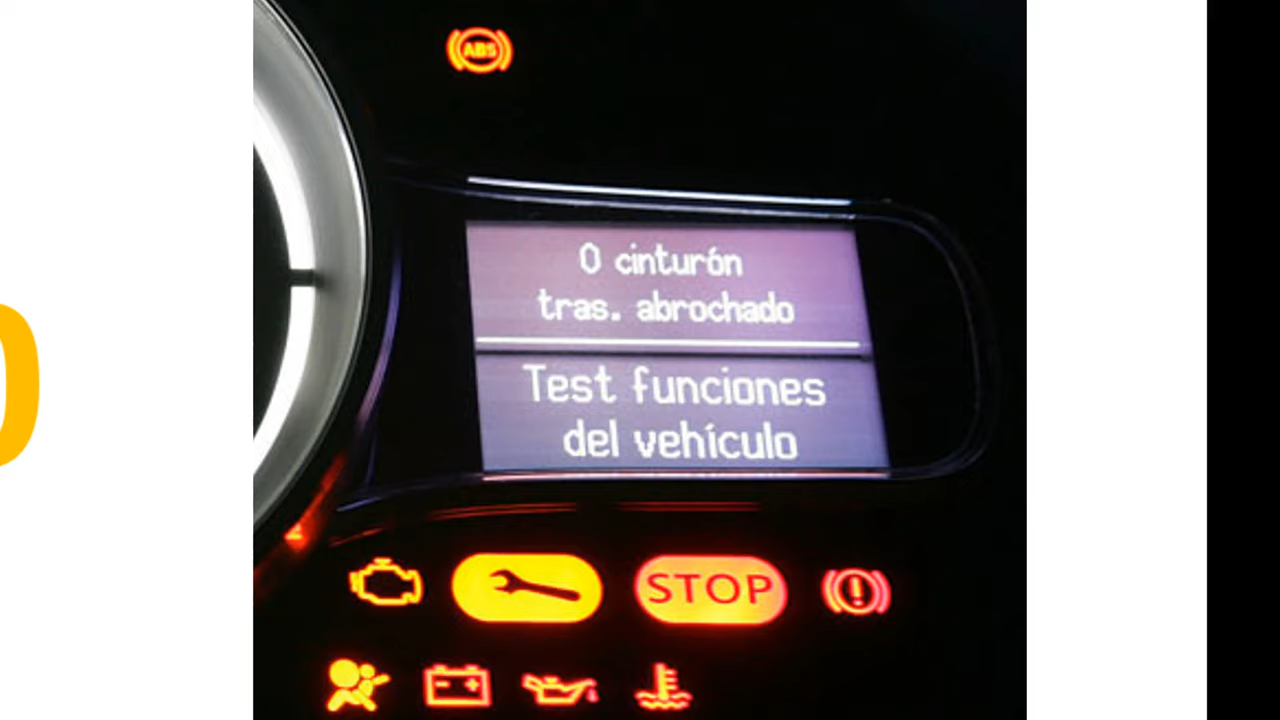 ABS
0 cinturón
tras. abrochado
Test funciones
del vehículo
STOP